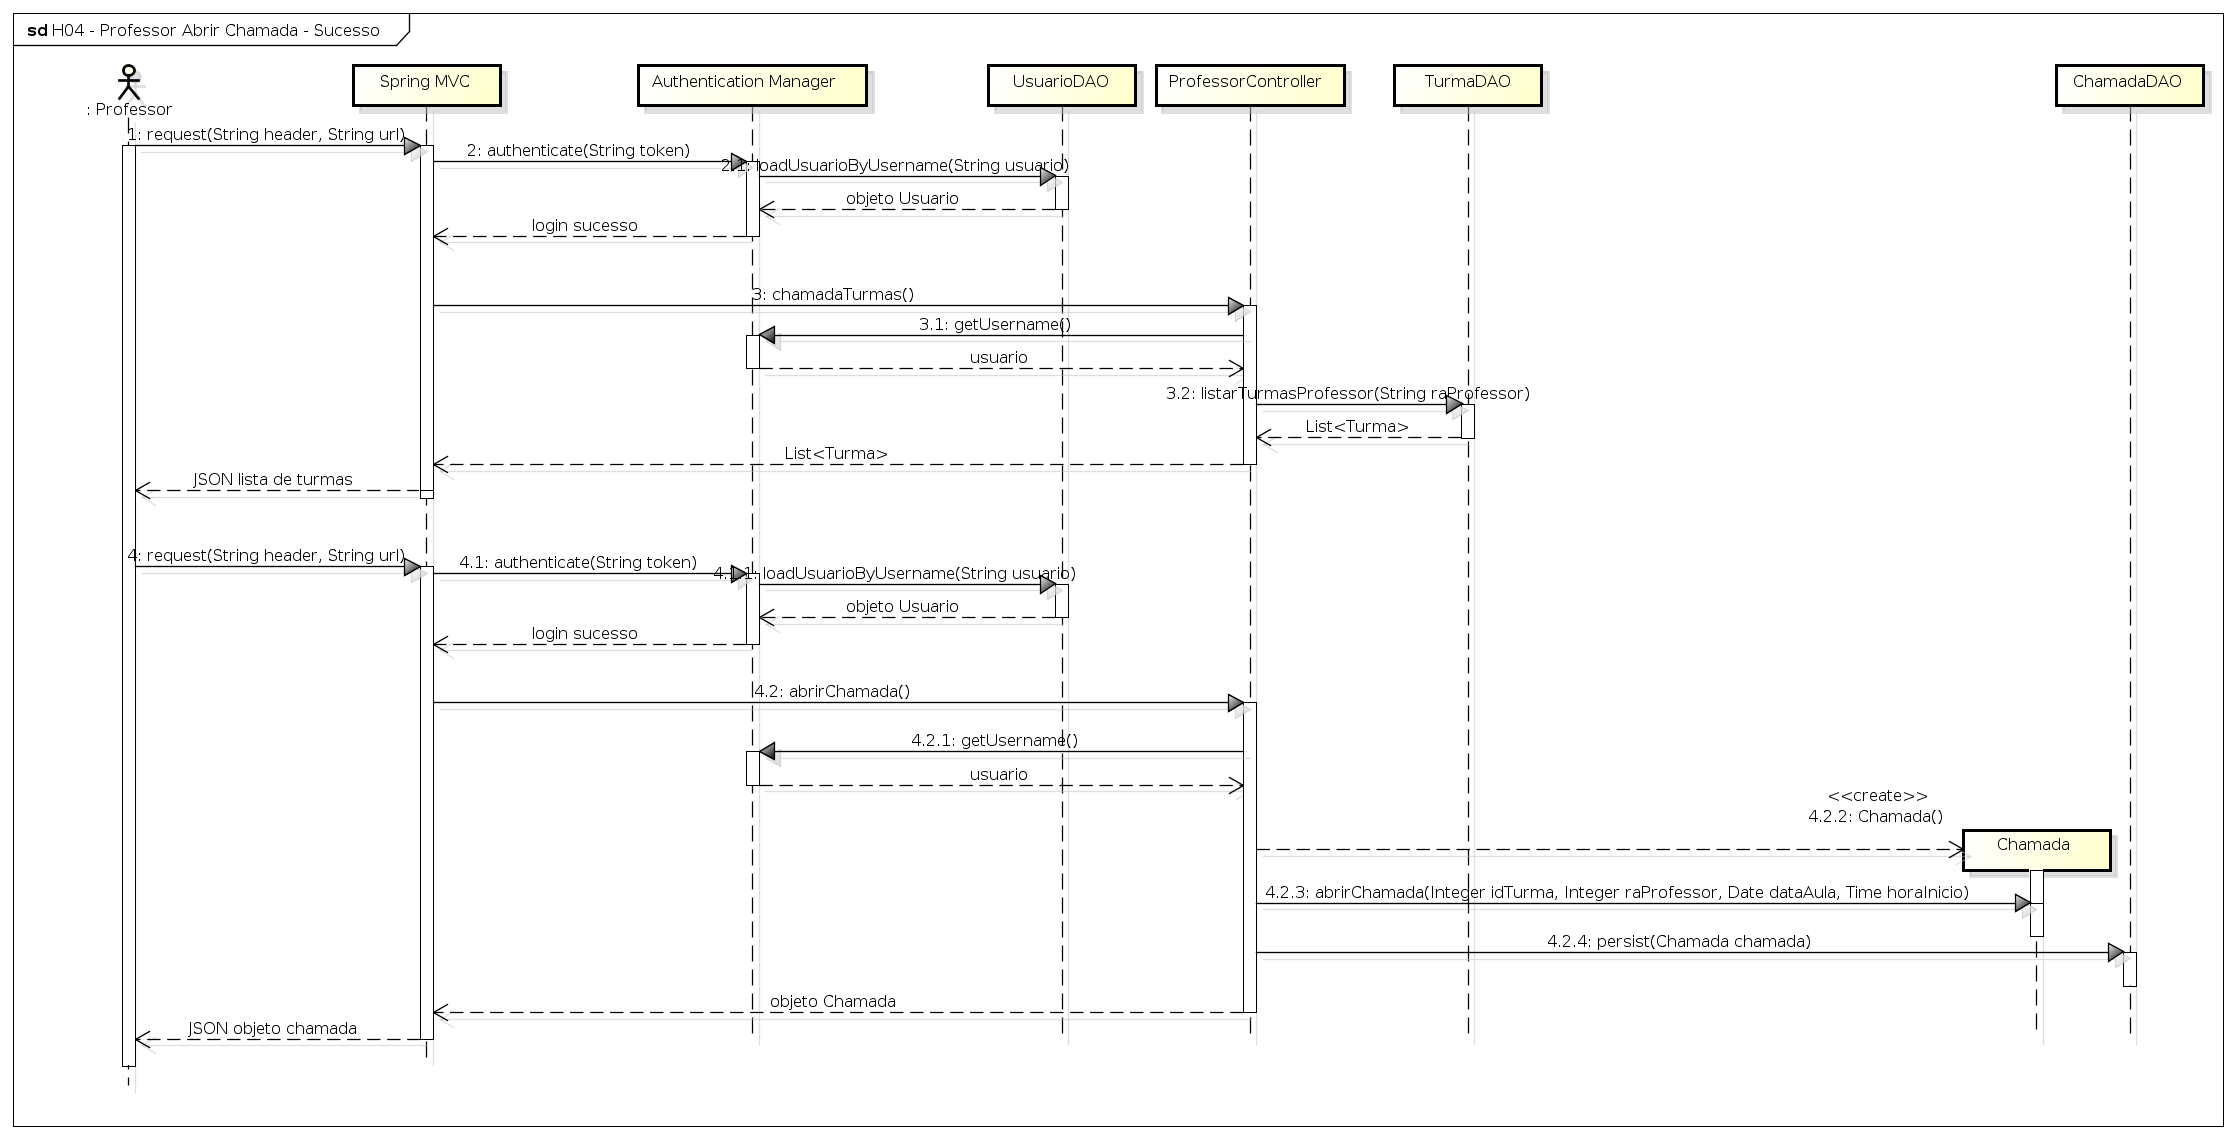 sd H04 - Professor Abrir Chamada - Sucesso
: Professor
Spring MVC
Authentication Manager
UsuarioDAO
ProfessorController
TurmaDAO
ChamadaDAO
1: request(String header, String url)
2: authenticate(String token)
2.1: loadUsuarioByUsername(String usuario)
objeto Usuario
login sucesso
3: chamadaTurmas()
3.1: getUsername()
usuario
3.2: listarTurmasProfessor(String raProfessor)
List<Turma>
List<Turma>
JSON lista de turmas
4: request(String header, String url)
4.1: authenticate(String token)
4.1.1: loadUsuarioByUsername(String usuario)
objeto Usuario
login sucesso
4.2: abrirChamada()
4.2.1: getUsername()
usuario
<<create>>
4.2.2: Chamada()
Chamada
4.2.3: abrirChamada(Integer idTurma, Integer raProfessor, Date dataAula, Time horaInicio)
4.2.4: persist(Chamada chamada)
objeto Chamada
JSON objeto chamada